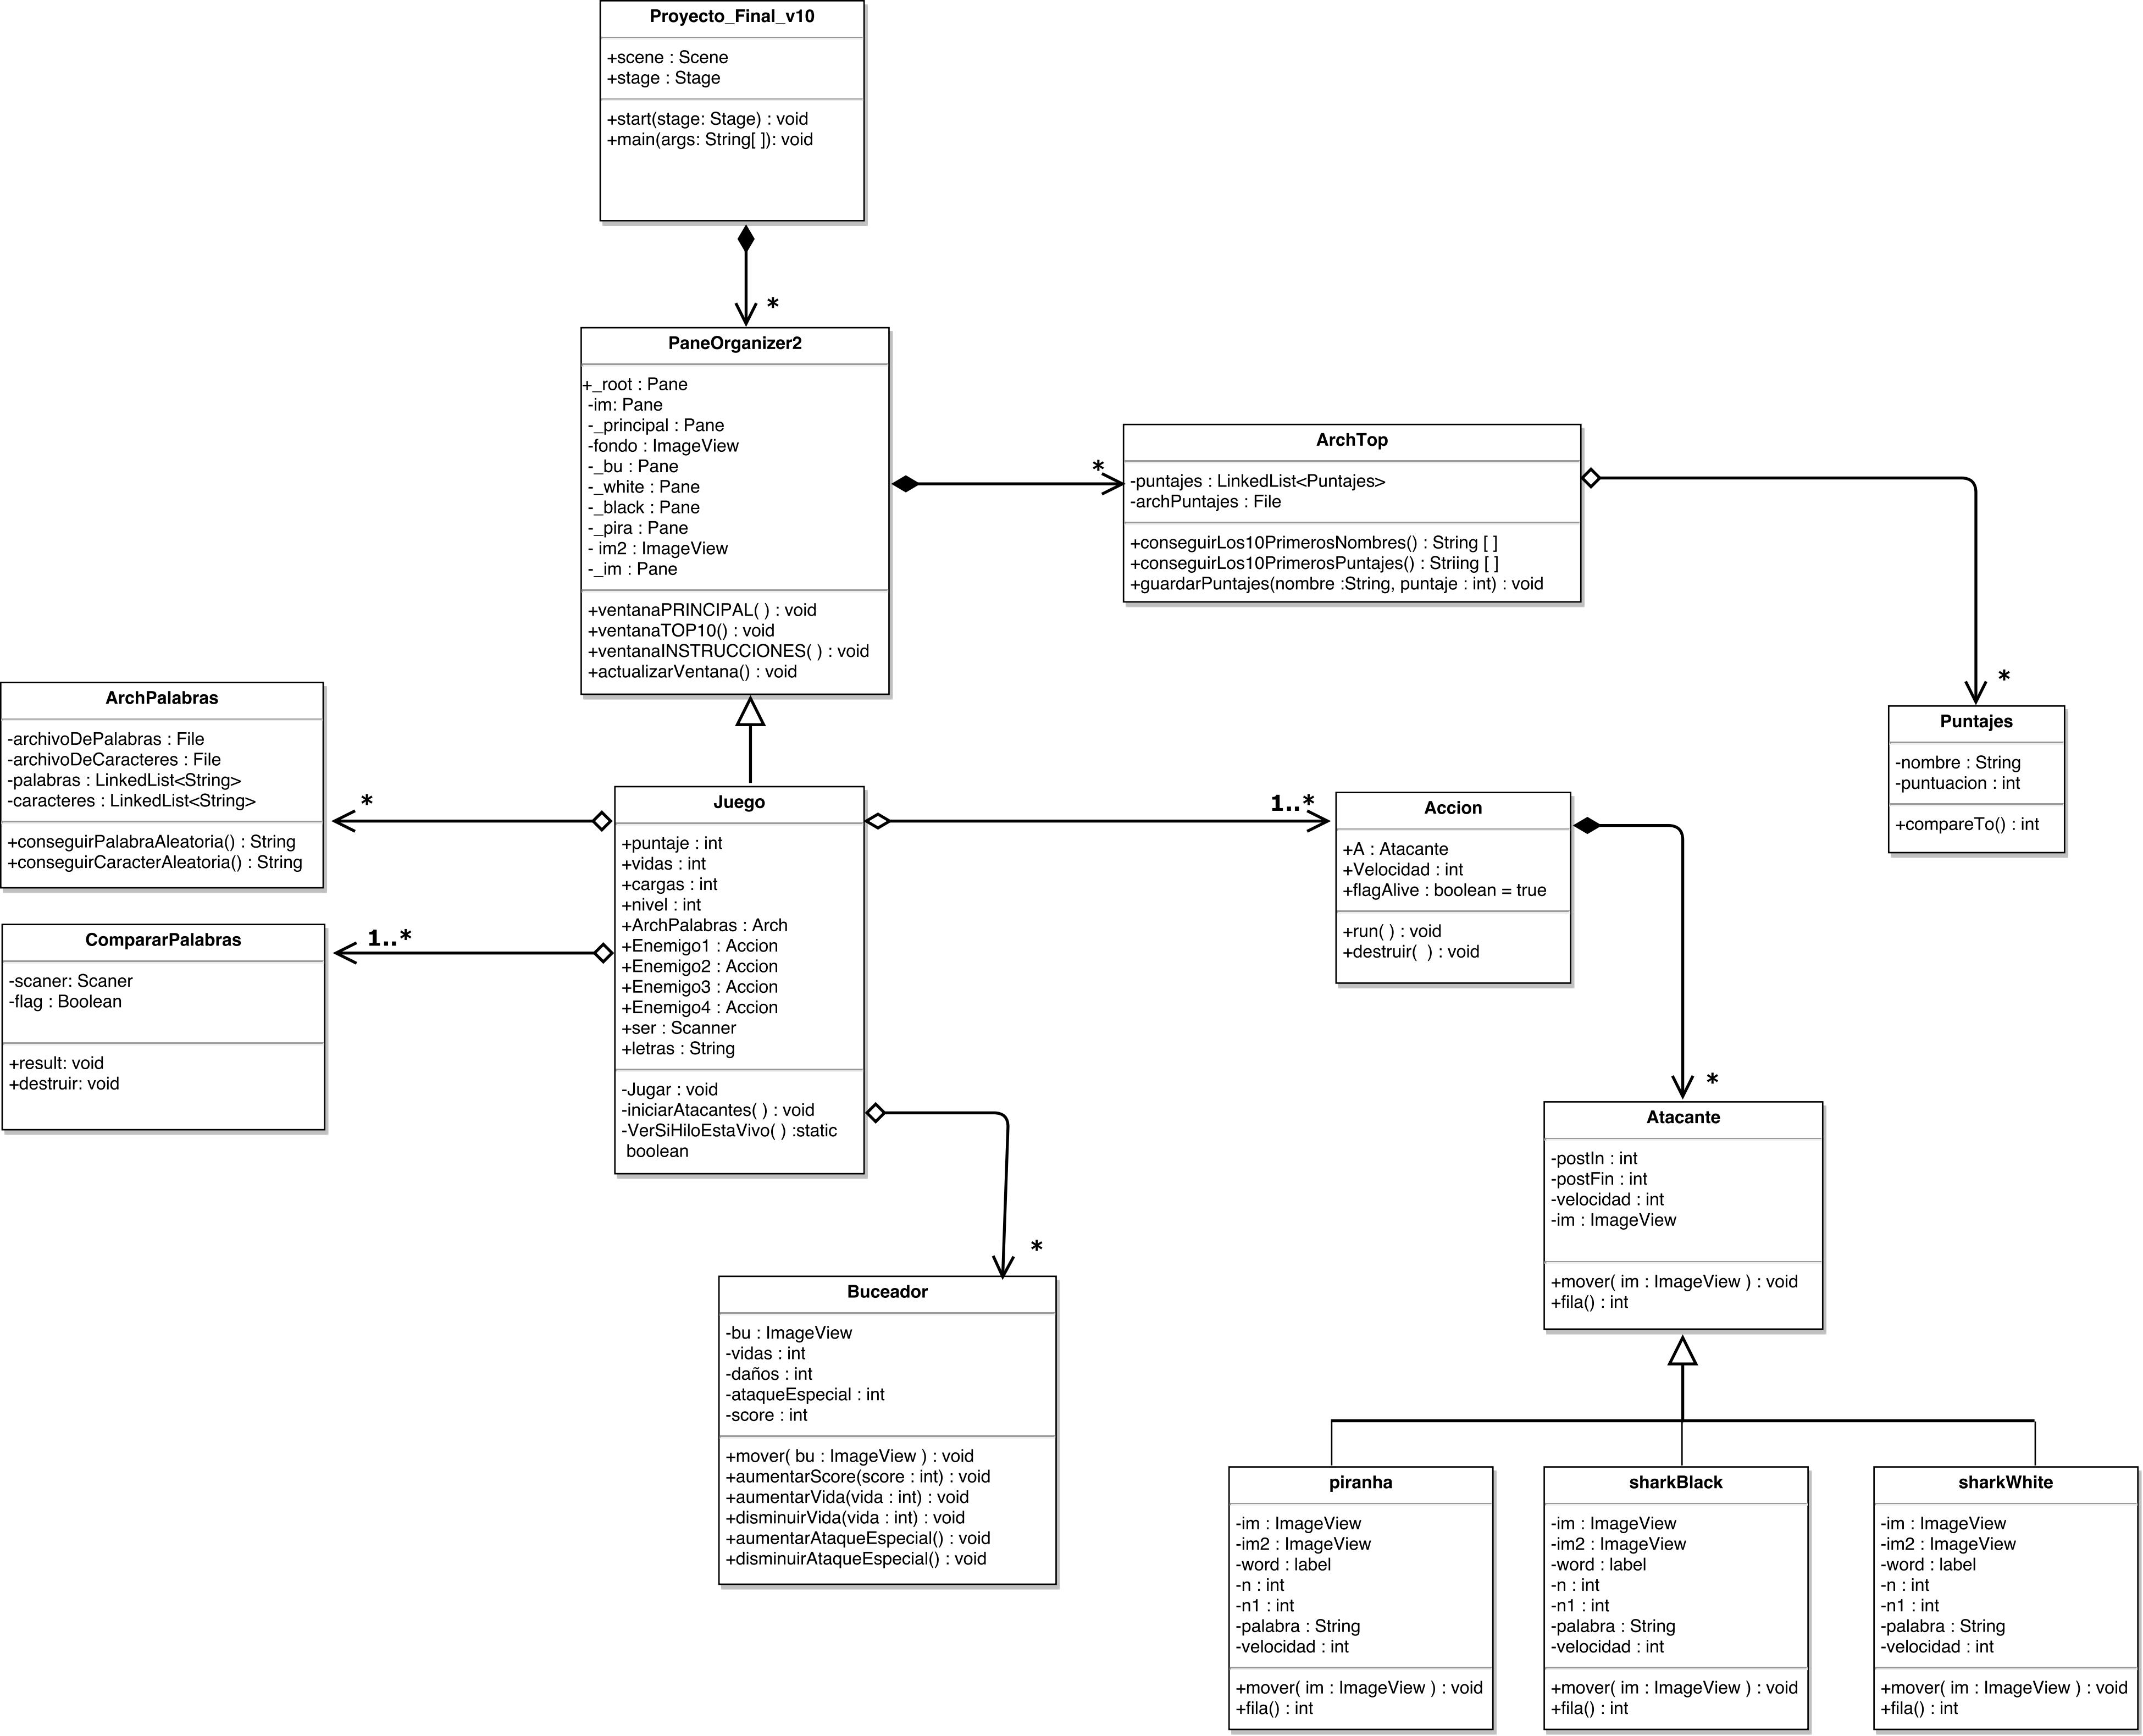 Proyecto_Final_v10
+scene : Scene
+stage : Stage
+start(stage: Stage) : void
+main(args: String[ ]): void
*
PaneOrganizer2
+_root : Pane
-im: Pane
-_principal : Pane
-fondo : ImageView
-_bu : Pane
-_white : Pane
-_black : Pane
-_pira : Pane
- im2 : ImageView
-_im : Pane
+ventanaPRINCIPAL( ) : void
+ventanaTOP10() : void
+ventanaINSTRUCCIONES( ) : void
+actualizarVentana() : void
*
ArchTop
-puntajes : LinkedList<Puntajes>
-archPuntajes : File
+conseguirLos10PrimerosNombres() : String [ ]
+conseguirLos10PrimerosPuntajes() : Striing [ ]
+guardarPuntajes(nombre :String, puntaje : int) : void
*
Puntajes
-nombre : String
-puntuacion : int
+compareTo() : int
ArchPalabras
-archivoDePalabras : File
-archivoDeCaracteres : File
-palabras : LinkedList<String>
-caracteres : LinkedList<String>
+conseguirPalabraAleatoria() : String
+conseguirCaracterAleatoria() : String
*
CompararPalabras
-scaner: Scaner
-flag : Boolean
+result: void
+destruir: void
1..*
Juego
+puntaje : int
+vidas : int
+cargas : int
+nivel : int
+ArchPalabras : Arch
+Enemigo1 : Accion
+Enemigo2 : Accion
+Enemigo3 : Accion
+Enemigo4 : Accion
+ser : Scanner
+letras : String
-Jugar : void
-iniciarAtacantes( ) : void
-VerSiHiloEstaVivo( ) :static
boolean
1..*
Accion
+A : Atacante
+Velocidad : int
+flagAlive : boolean = true
+run( ) : void
+destruir(  ) : void
*
Atacante
-postIn : int
-postFin : int
-velocidad : int
-im : ImageView
+mover( im : ImageView ) : void
+fila() : int
*
Buceador
-bu : ImageView
-vidas : int
-daños : int
-ataqueEspecial : int
-score : int
+mover( bu : ImageView ) : void
+aumentarScore(score : int) : void
+aumentarVida(vida : int) : void
+disminuirVida(vida : int) : void
+aumentarAtaqueEspecial() : void
+disminuirAtaqueEspecial() : void
piranha
-im : ImageView
-im2 : ImageView
-word : label
-n : int
-n1 : int
-palabra : String
-velocidad : int
+mover( im : ImageView ) : void
+fila() : int
sharkBlack
-im : ImageView
-im2 : ImageView
-word : label
-n : int
-n1 : int
-palabra : String
-velocidad : int
+mover( im : ImageView ) : void
+fila() : int
sharkWhite
-im : ImageView
-im2 : ImageView
-word : label
-n : int
-n1 : int
-palabra : String
-velocidad : int
+mover( im : ImageView ) : void
+fila() : int